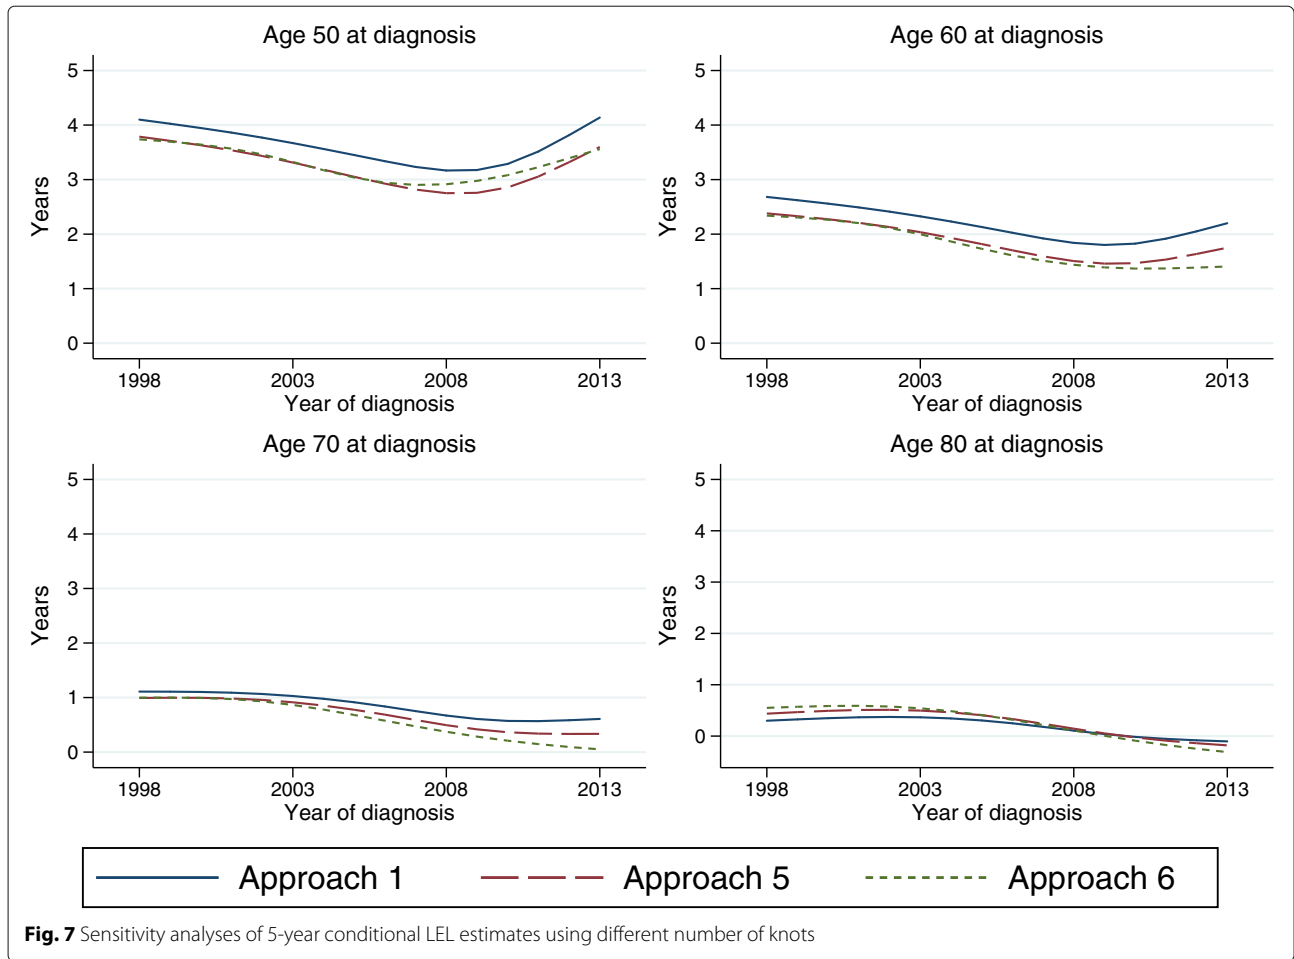 Age 50 at diagnosis
5
4
3
2
1
0
Years
1998 2003 2008 2013
Year of diagnosis
Age 60 at diagnosis
5
4
3
2
1
0
Years
1998 2003 2008 2013
Year of diagnosis
Age 70 at diagnosis
5
4
3
2
1
0
Years
1998 2003 2008 2013
Year of diagnosis
Age 80 at diagnosis
5
4
3
2
1
0
Years
1998 2003 2008 2013
Year of diagnosis
Approach 1 Approach 5 Approach 6
Fig. 7 Sensitivity analyses of 5-year conditional LEL estimates using different number of knots